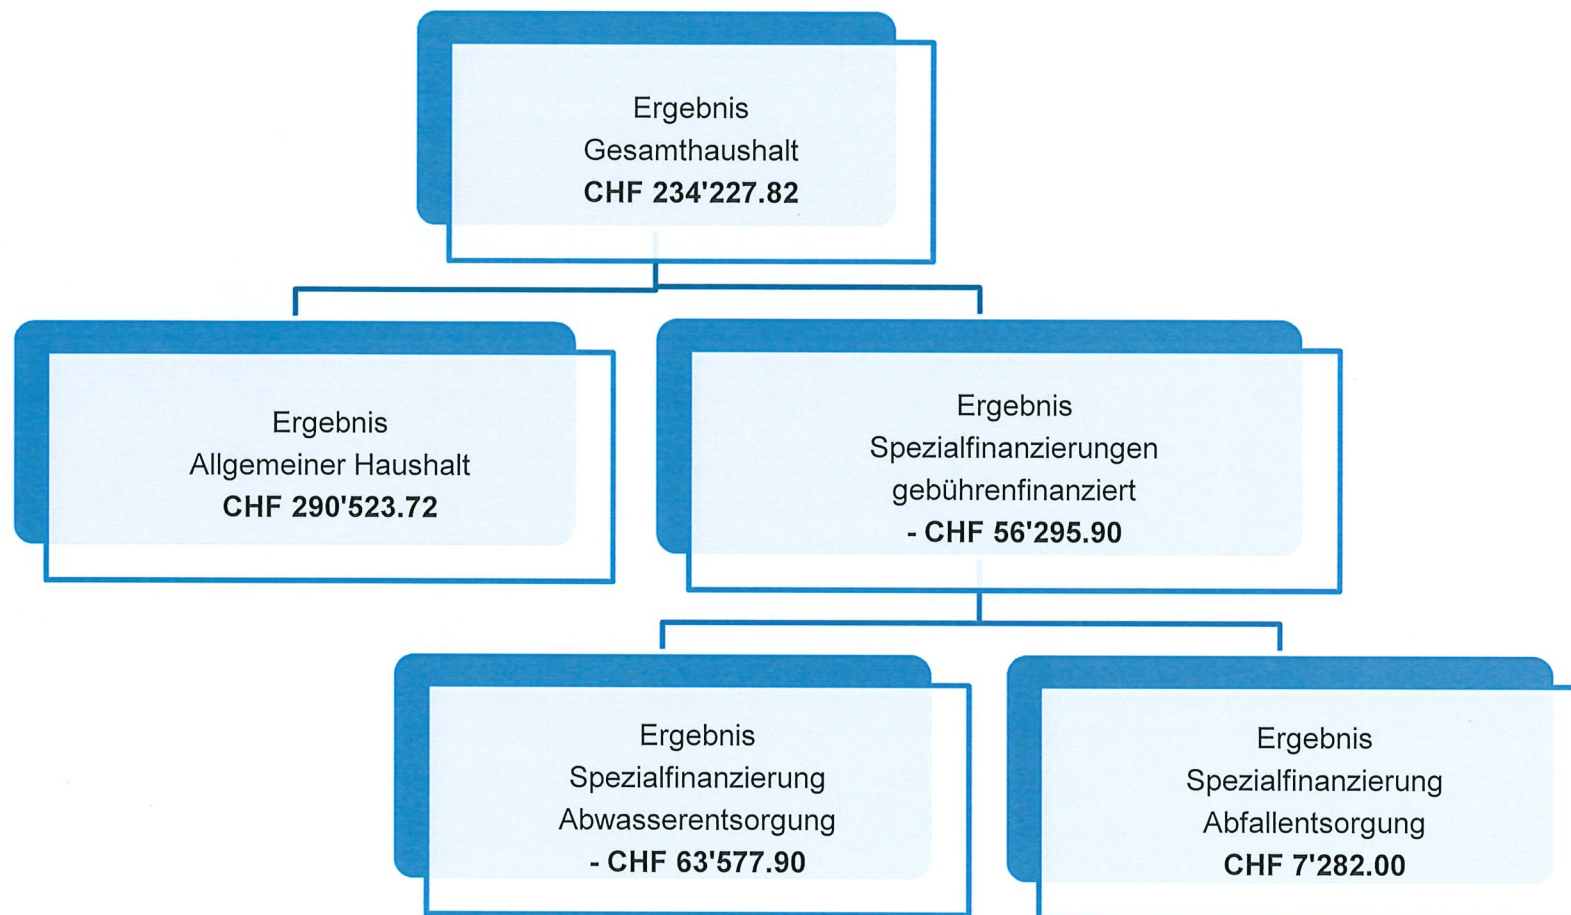 Ergebnis
Gesamthaushalt
CHF 234'227.82
Ergebnis
Allgemeiner Haushalt
CHF 290'523.72
Ergebnis
Spezialfinanzierungen
gebührenfinanziert
- CHF 56'295.90
Ergebnis
Spezialfinanzierung
Abwasserentsorgung
- CHF 63'577.90
Ergebnis
Spezialfinanzierung
Abfallentsorgung
CHF 7'282.00